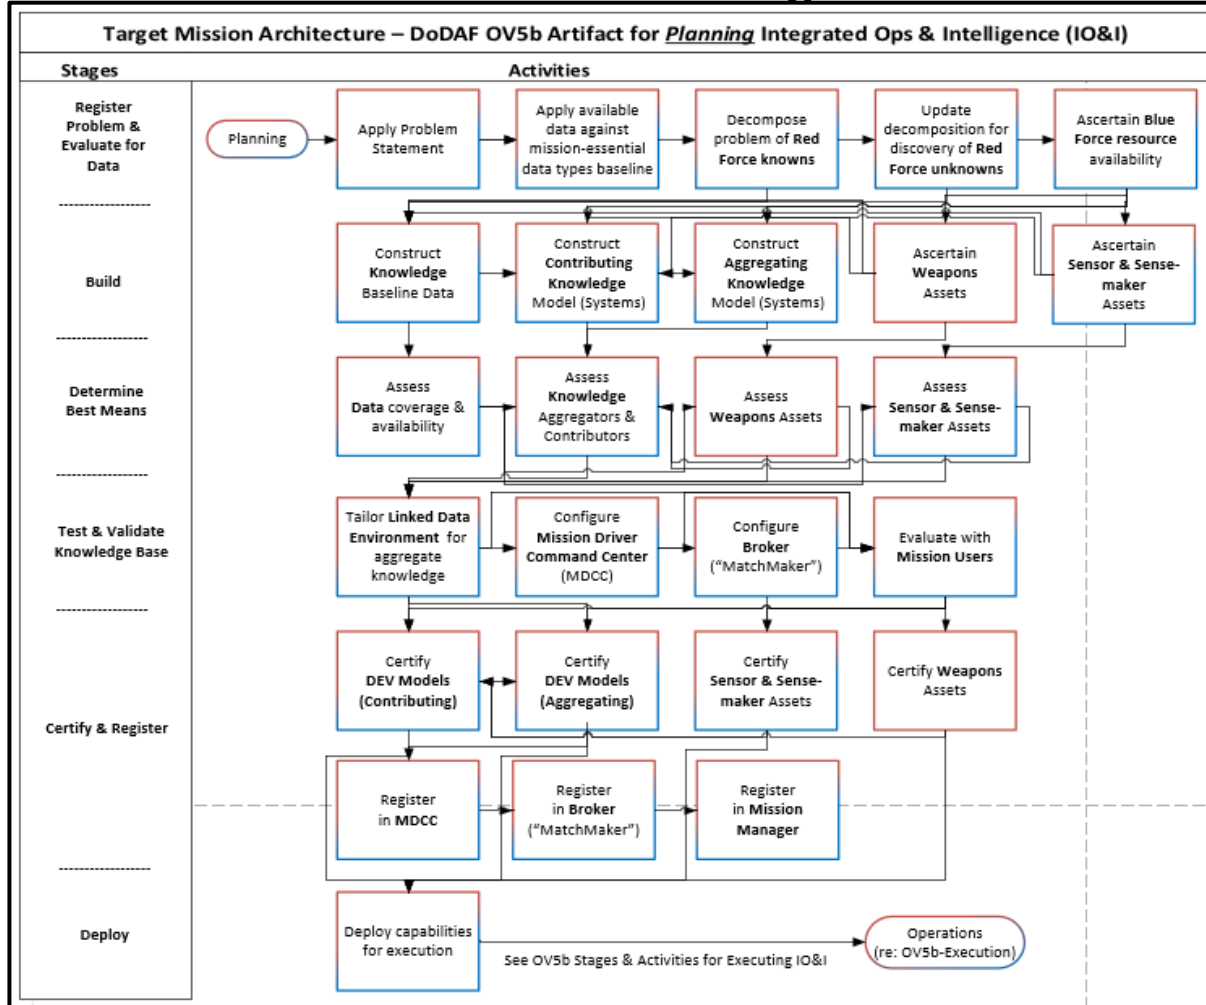 Target Mission Architecture – DoDAF OV5b Artifact for Planning Integrated Ops & Intelligence (IO&I)
Stages
Activities
Register
Problem &
Evaluate for
Data
Planning
Apply Problem
Statement
Apply available
data against
mission-essential
data types baseline
Decompose
problem of Red
Force knowns
Update
decomposition for
discovery of Red
Force unknowns
Ascertain Blue
Force resource
availability
-------------------
Build
Construct
Knowledge
Baseline Data
Construct
Contributing
Knowledge
Model (Systems)
Construct
Aggregating
Knowledge
Model (Systems)
Ascertain
Weapons
Assets
Ascertain
Sensor & Sense-
maker
Assets
-------------------
Determine
Best Means
Assess
Data coverage &
availability
Assess
Knowledge
Aggregators &
Contributors
Assess
Weapons Assets
Assess
Sensor & Sense-
maker Assets
-------------------
Test & Validate
Knowledge Base
Tailor Linked Data
Environment for
aggregate
knowledge
Configure
Mission Driver
Command Center
(MDCC)
Configure
Broker
(“MatchMaker”)
Evaluate with
Mission Users
-------------------
Certify & Register
Certify
DEV Models
(Contributing)
Certify
DEV Models
(Aggregating)
Certify
Sensor & Sense-
maker Assets
Certify Weapons
Assets
Register
in MDCC
Register
in Broker
(“MatchMaker”)
Register
in Mission
Manager
-------------------
Deploy
Deploy capabilities
for execution
See OV5b Stages & Activities for Executing IO&I
Operations
(re: OV5b-Execution)